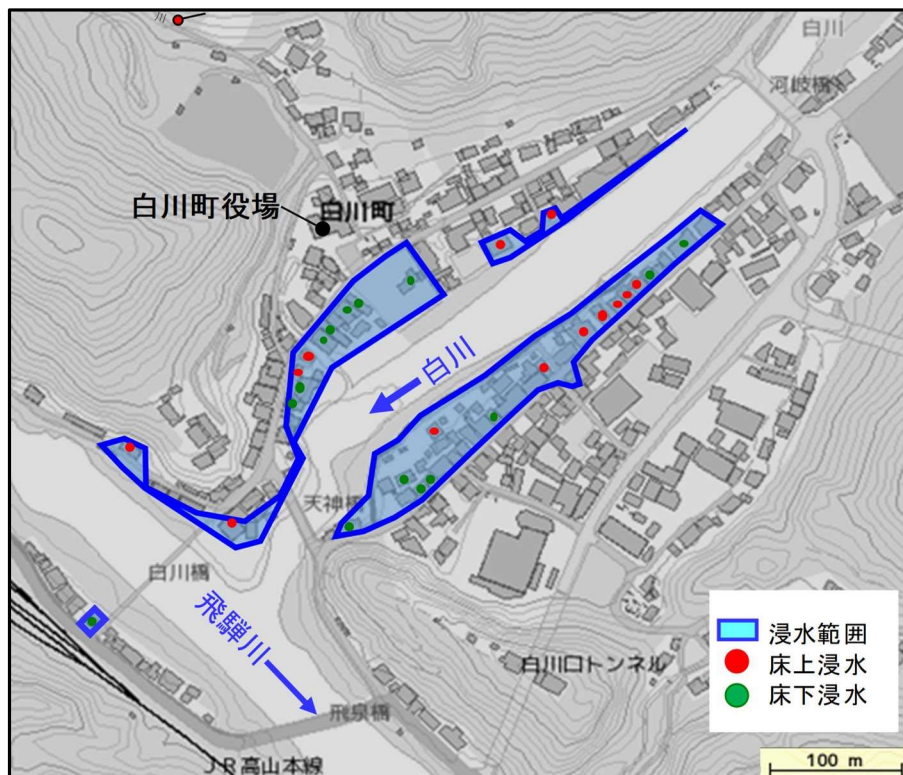 川
白川
河岐橋
白川町役場
白川町
白川
天神橋
白川橋
飛騨川
飛泉橋
白川口トンネル
JR高山本線
浸水範囲
床上浸水
床下浸水
100 m